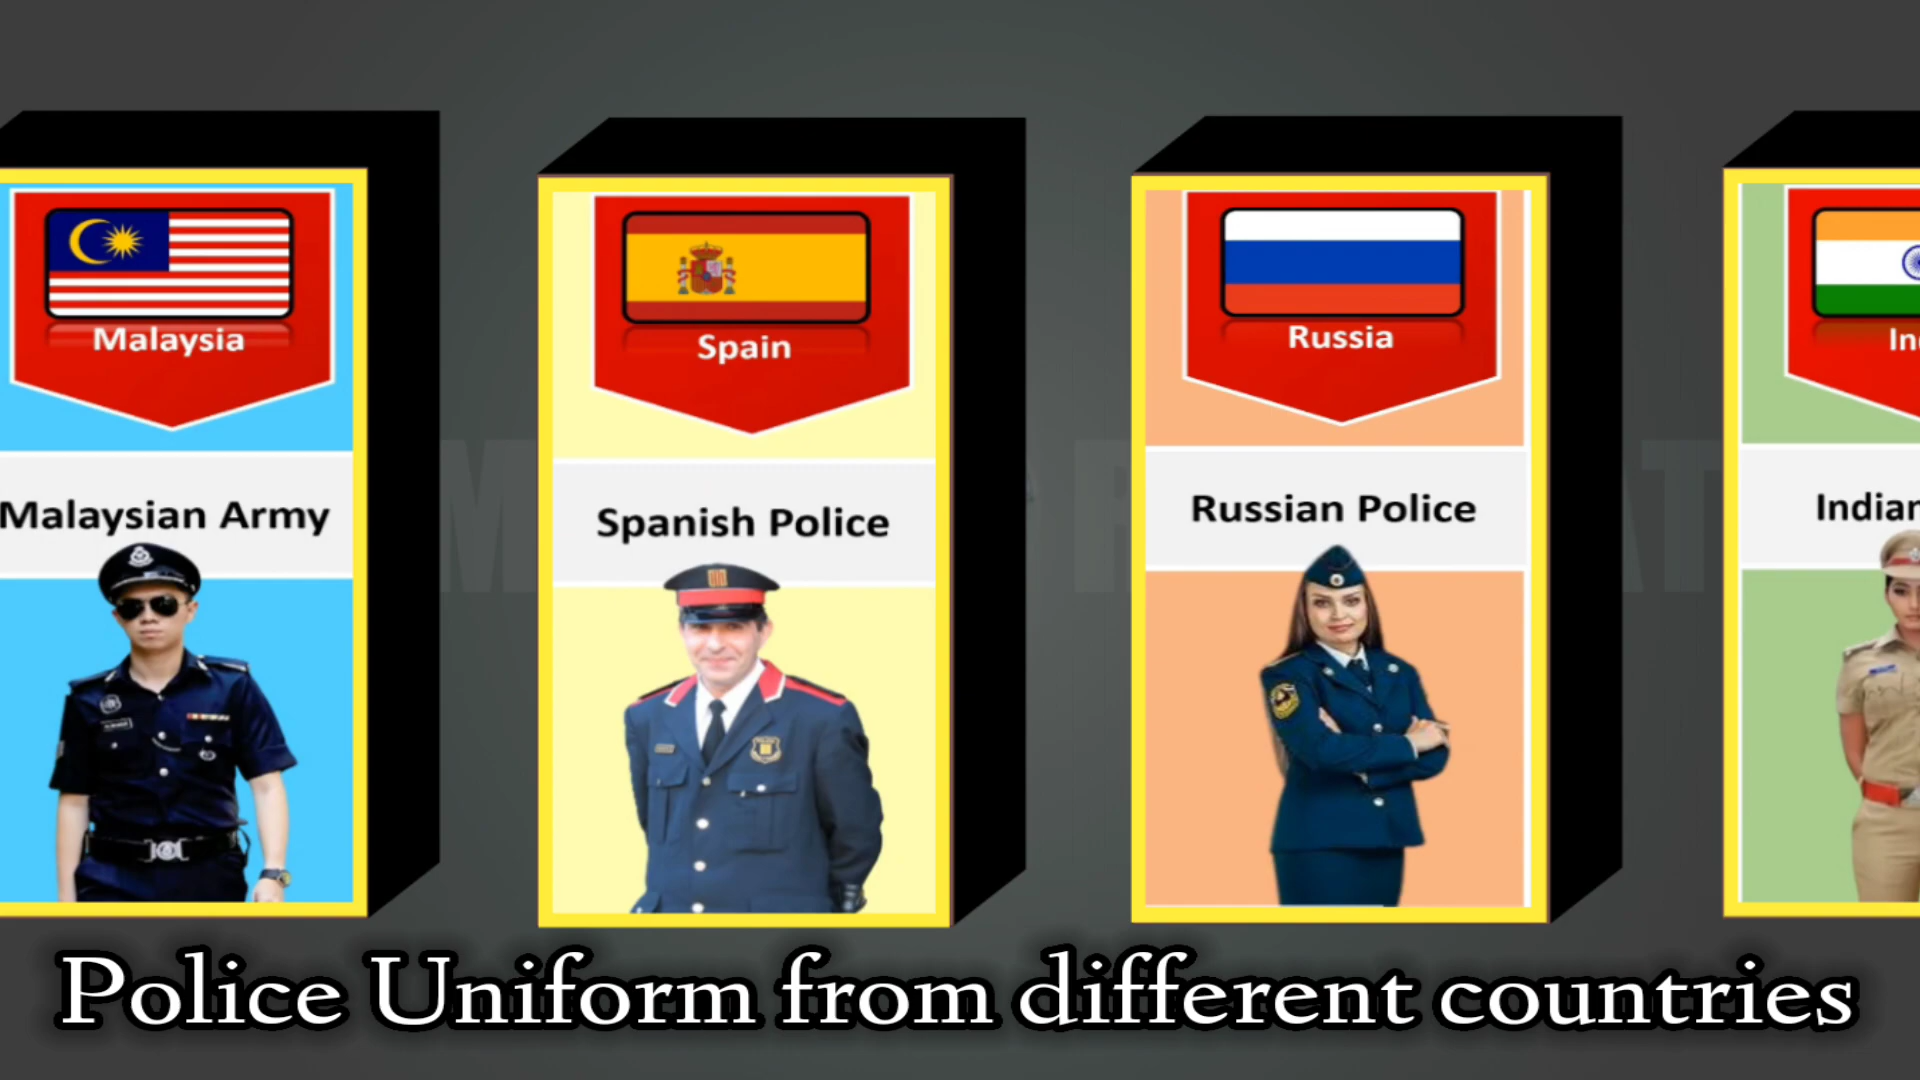 Malaysia
Spain
Russia
Malaysian Army
Spanish Police
Russian Police
Police Uniform from different countries